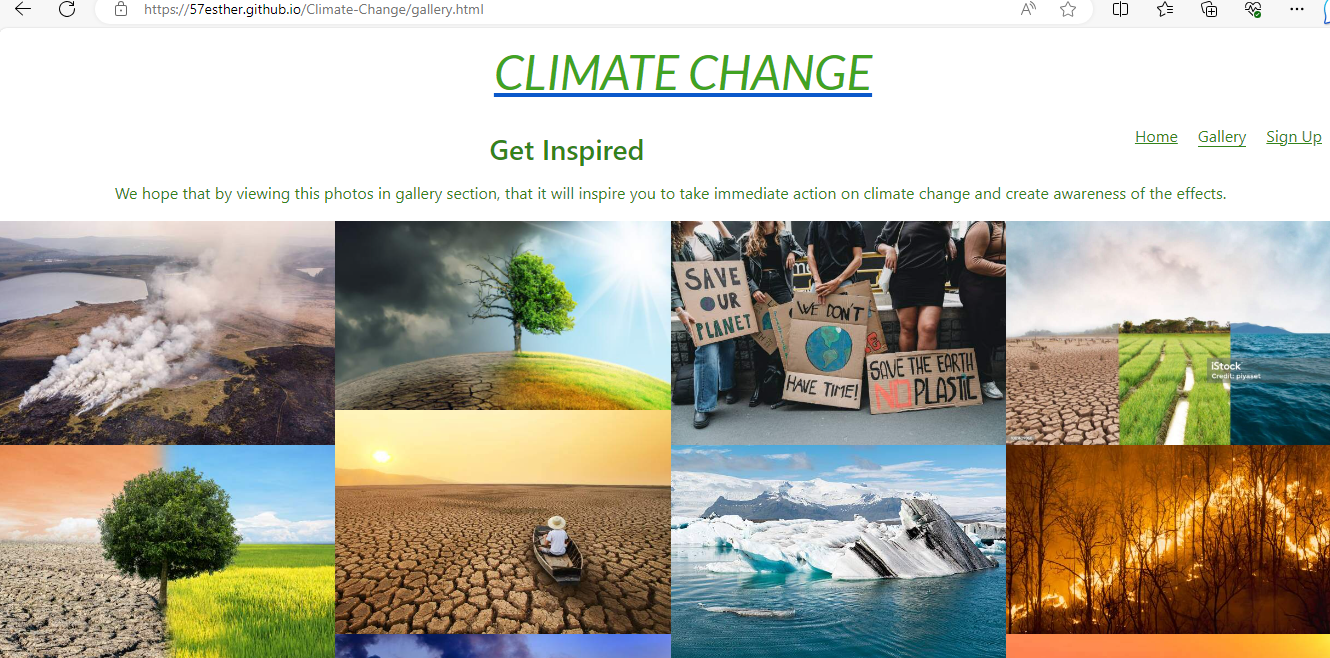 https://57esther.github.io/Climate-Change/gallery.html
CLIMATE CHANGE
Home Gallery Sign Up
Get Inspired
We hope that by viewing this photos in gallery section, that it will inspire you to take immediate action on climate change and create awareness of the effects.
SAVE
OUR
PLANET
WE DON'T
HAVE TIME!
SAVE THE EARTH
NO PLASTIC
iStock
Credit: piyaset